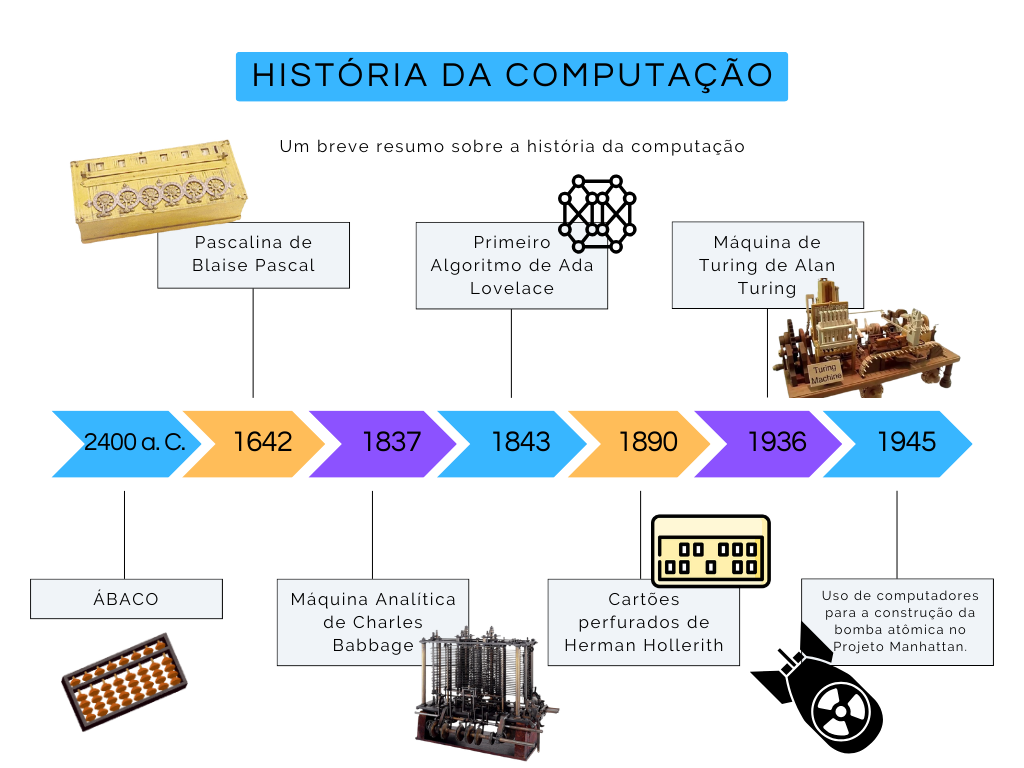 HISTÓRIA DA COMPUTAÇÃO
Um breve resumo sobre a história da computação
Pascalina de
Blaise Pascal
Primeiro
Algoritmo de Ada
Lovelace
Máquina de
Turing de Alan
Turing
Turing
Machine
2400 a. C.
1642
1837
1843
1890
1936
1945
ÁBACO
Máquina Analítica
de Charles
Babbage
Cartões
perfurados de
Herman Hollerith
Uso de computadores
para a construção da
bomba atômica no
Projeto Manhattan.